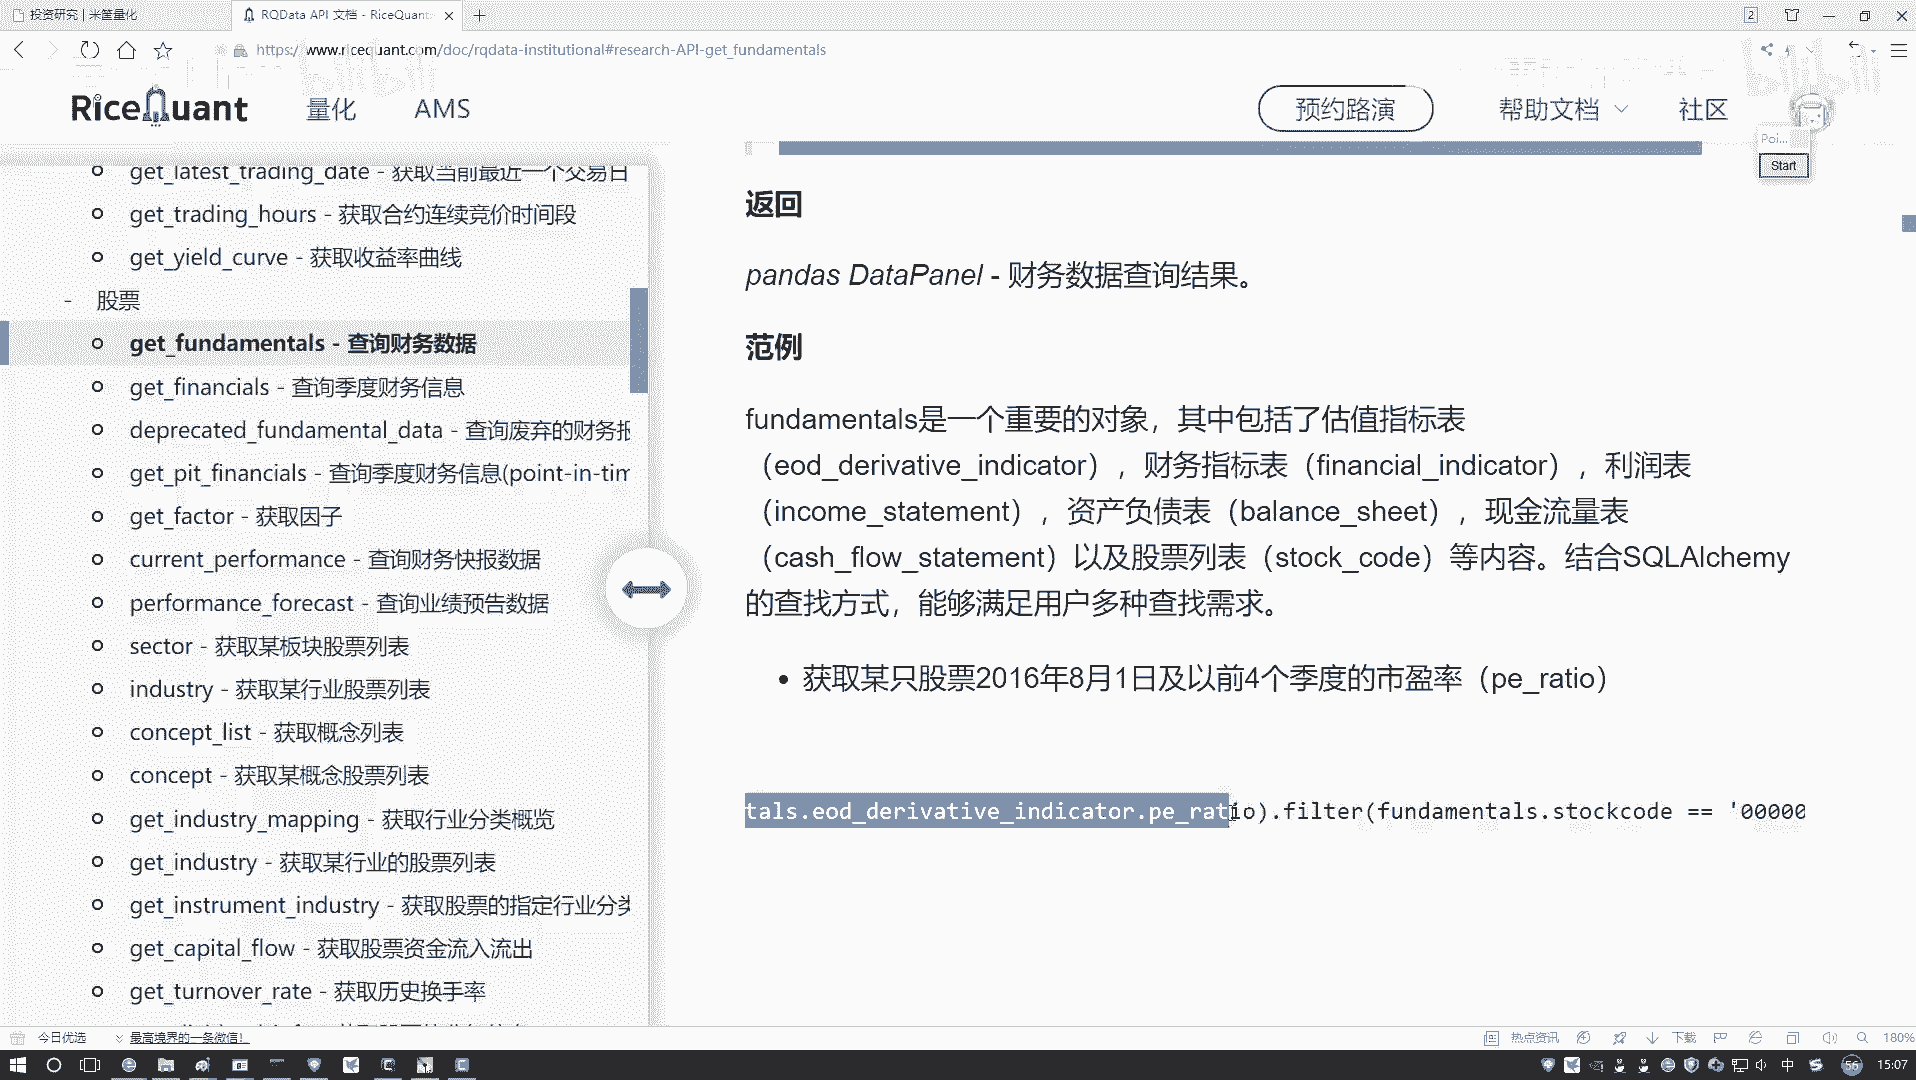 投资研究 | 米筐量化
RQData API 文档 - RiceQuant
2
https://www.ricequant.com/doc/rqdata-institutional#research-API-get_fundamentals
bilibili
bilibili
RiceQuant
量化
AMS
预约路演
帮助文档
社区
Poi...
Start
get_latest_trading_date - 获取当前最近一个交易日
get_trading_hours - 获取合约连续竞价时间段
get_yield_curve - 获取收益率曲线
- 股票
get_fundamentals - 查询财务数据
get_financials - 查询季度财务信息
deprecated_fundamental_data - 查询废弃的财务报
get_pit_financials - 查询季度财务信息(point-in-tim
get_factor - 获取因子
current_performance - 查询财务快报数据
performance_forecast - 查询业绩预告数据
sector - 获取某板块股票列表
industry - 获取某行业股票列表
concept_list - 获取概念列表
concept - 获取某概念股票列表
get_industry_mapping - 获取行业分类概览
get_industry - 获取某行业的股票列表
get_instrument_industry - 获取股票的指定行业分类
get_capital_flow - 获取股票资金流入流出
get_turnover_rate - 获取历史换手率
返回
pandas DataPanel - 财务数据查询结果。
范例
fundamentals是一个重要的对象，其中包括了估值指标表
（eod_derivative_indicator），财务指标表（financial_indicator），利润表
（income_statement），资产负债表（balance_sheet），现金流量表
（cash_flow_statement）以及股票列表（stock_code）等内容。结合SQLAlchemy
的查找方式，能够满足用户多种查找需求。
• 获取某只股票2016年8月1日及以前4个季度的市盈率（pe_ratio）
tals.eod_derivative_indicator.pe_ratio).filter(fundamentals.stockcode == '00000
今日优选
最高境界的一条微信！
热点资讯
下载
180%
中
56
15:07